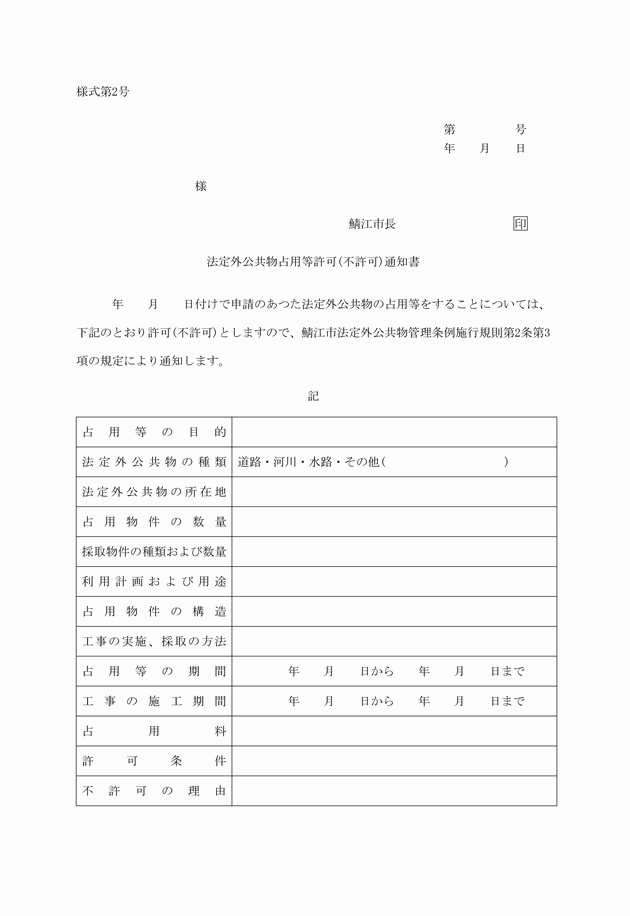 様式第2号
第　　　　　号
年　　月　　日
様
鯖江市長　　　　　　　　　　印
法定外公共物占用等許可(不許可)通知書
年　　月　　日付けで申請のあつた法定外公共物の占用等をすることについては、
下記のとおり許可(不許可)としますので、鯖江市法定外公共物管理条例施行規則第2条第3
項の規定により通知します。
記
占用等の目的
法定外公共物の種類　道路・河川・水路・その他(　　　　　　　　　　)
法定外公共物の所在地
占用物件の数量
採取物件の種類および数量
利用計画および用途
占用物件の構造
工事の実施、採取の方法
占用等の期間　年　　月　　日から　　年　　月　　日まで
工事の施工期間　年　　月　　日から　　年　　月　　日まで
占用料
許可条件
不許可の理由